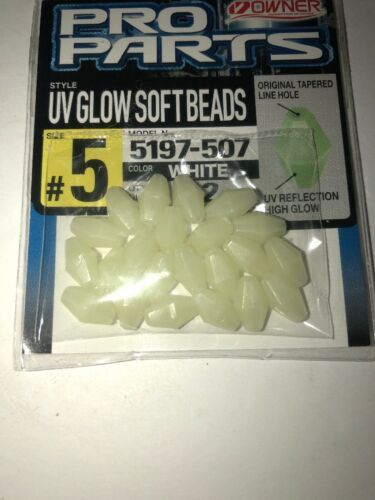 PRO
PARTS
OWNER
STYLE
UV GLOW SOFT BEADS
ORIGINAL TAPERED
LINE HOLE
SIZE
#5
MODEL N
5197-507
COLOR
WHITE
2
UV REFLECTION
HIGH GLOW